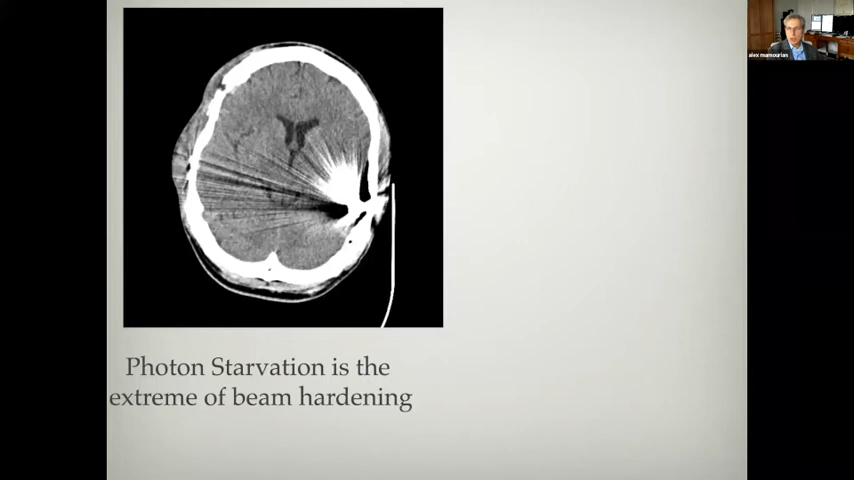 alex mamourian
Photon Starvation is the
extreme of beam hardening